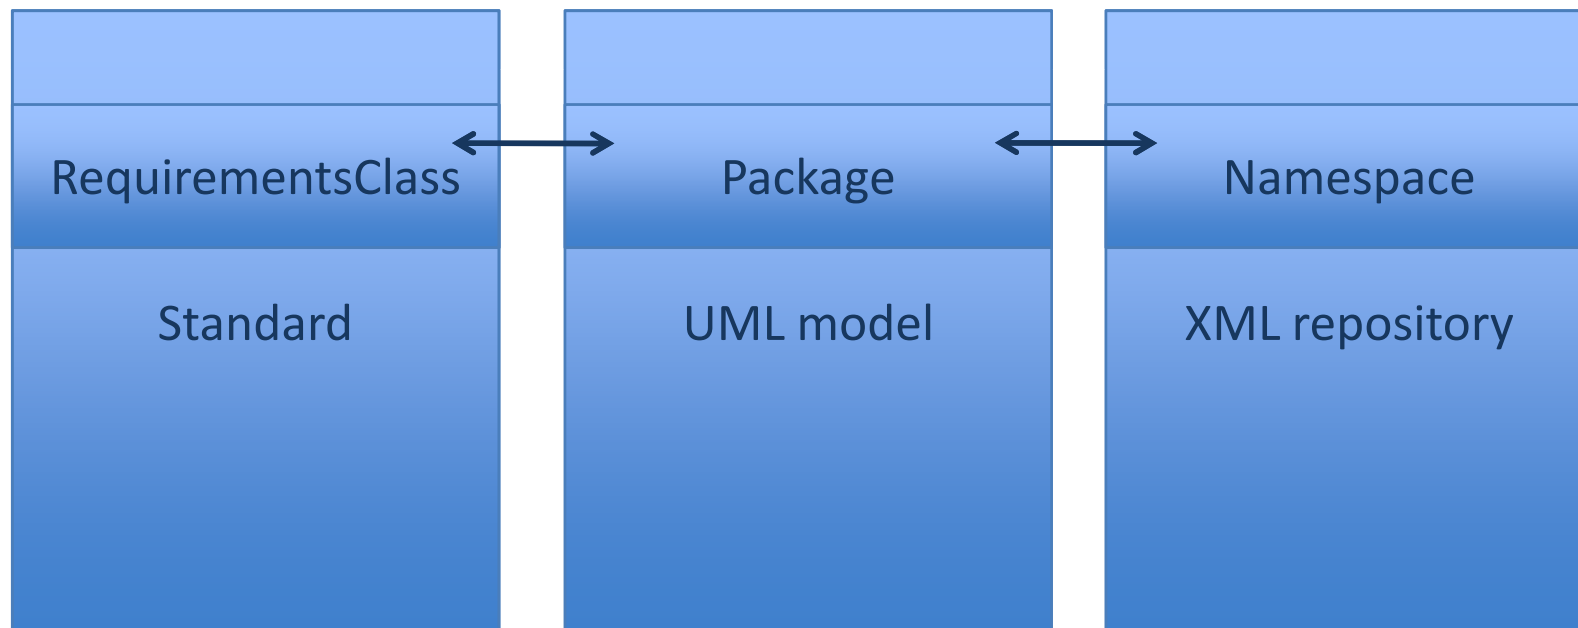 RequirementsClass
Package
Namespace
Standard
UML model
XML repository